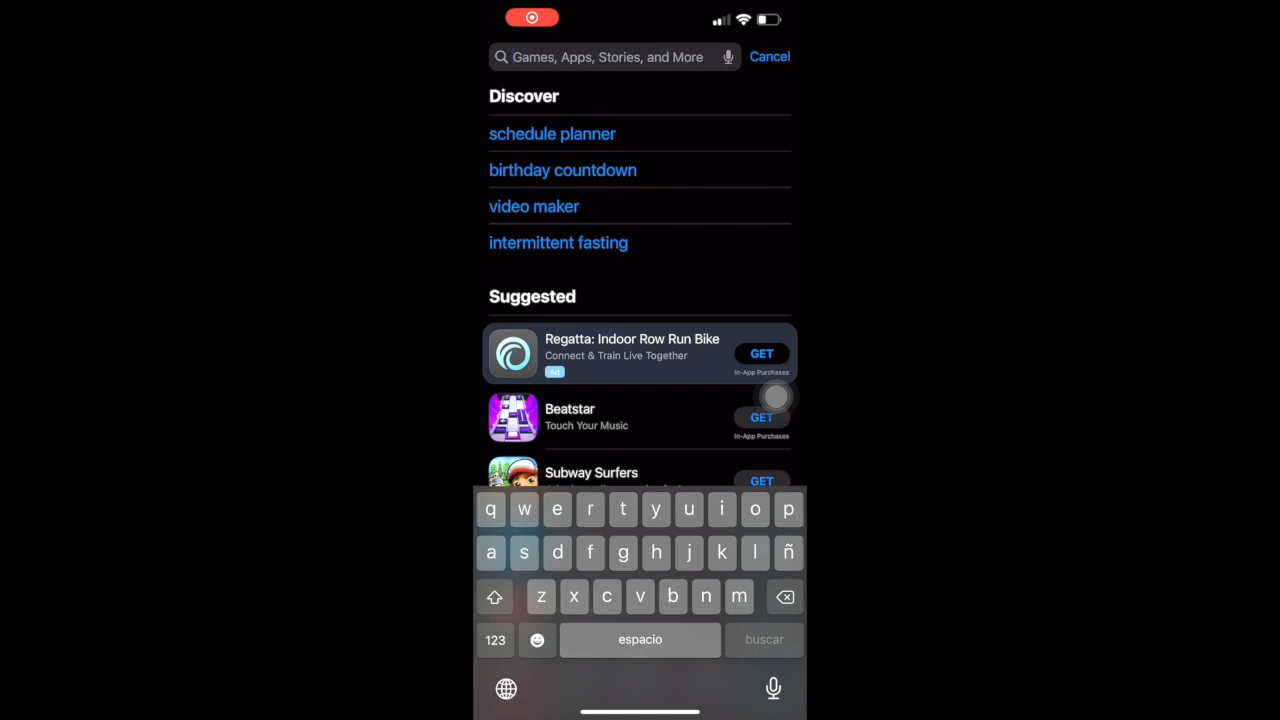 Games, Apps, Stories, and More
Cancel
Discover
schedule planner
birthday countdown
video maker
intermittent fasting
Suggested
Regatta: Indoor Row Run Bike
Connect & Train Live Together
Ad
GET
In-App Purchases
Beatstar
Touch Your Music
GET
In-App Purchases
Subway Surfers
GET
q w e r t y u i o p
a s d f g h j k l ñ
z x c v b n m
123
espacio
buscar